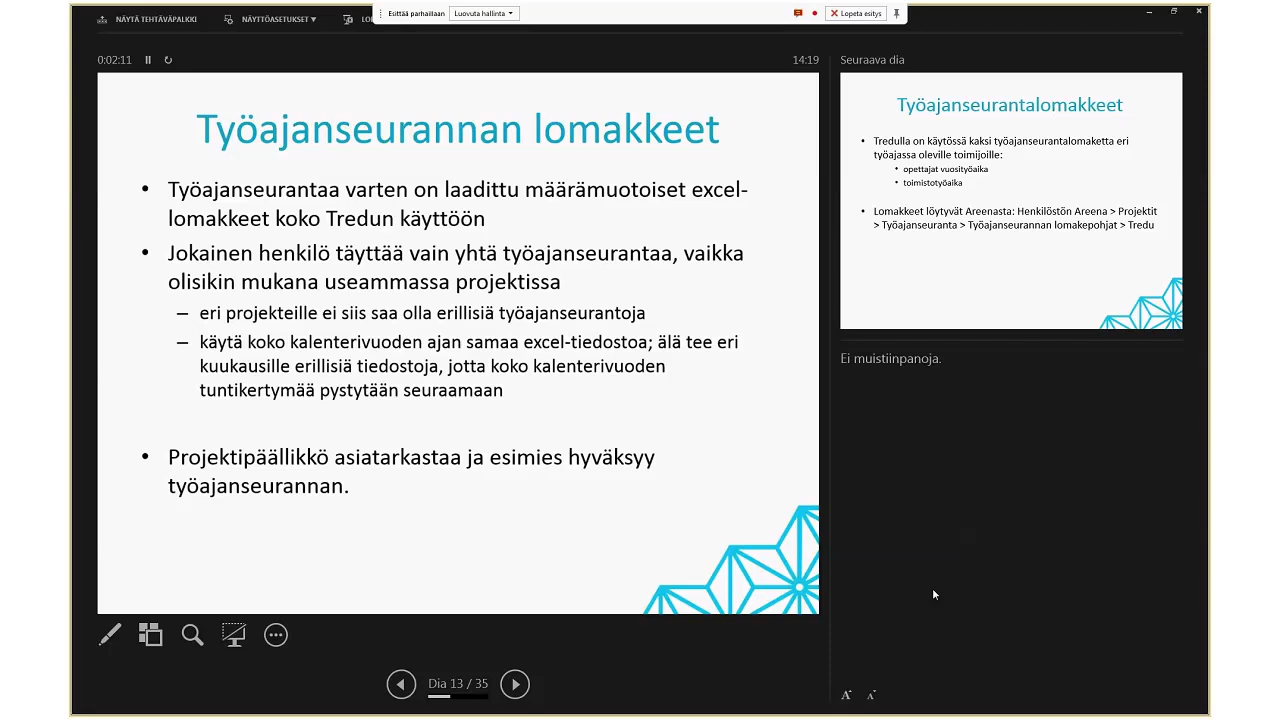 Esittää parhaillaan
Luovuta hallinta
Lopeta esitys
NÄYTÄ TEHTÄVÄPALKKI
NÄYTTÖASETUKSET
0:02:11
14:19
Työajanseurannan lomakkeet
• Työajanseurantaa varten on laadittu määrämuotoiset excel-
lomakkeet koko Tredun käyttöön
• Jokainen henkilö täyttää vain yhtä työajanseurantaa, vaikka
olisikin mukana useammassa projektissa
– eri projekteille ei siis saa olla erillisiä työajanseurantoja
– käytä koko kalenterivuoden ajan samaa excel-tiedostoa; älä tee eri
kuukausille erillisiä tiedostoja, jotta koko kalenterivuoden
tuntikertymää pystytään seuraamaan
• Projektipäällikkö asiatarkastaa ja esimies hyväksyy
työajanseurannan.
Dia 13 / 35
Seuraava dia
Työajanseurantalomakkeet
• Tredulla on käytössä kaksi työajanseurantalomaketta eri
työajassa oleville toimijoille:
• opettajat vuosityöaika
• toimistotyöaika
• Lomakkeet löytyvät Areenasta: Henkilöstön Areena > Projektit
> Työajanseuranta > Työajanseurannan lomakepohjat > Tredu
Ei muistiinpanoja.
A A